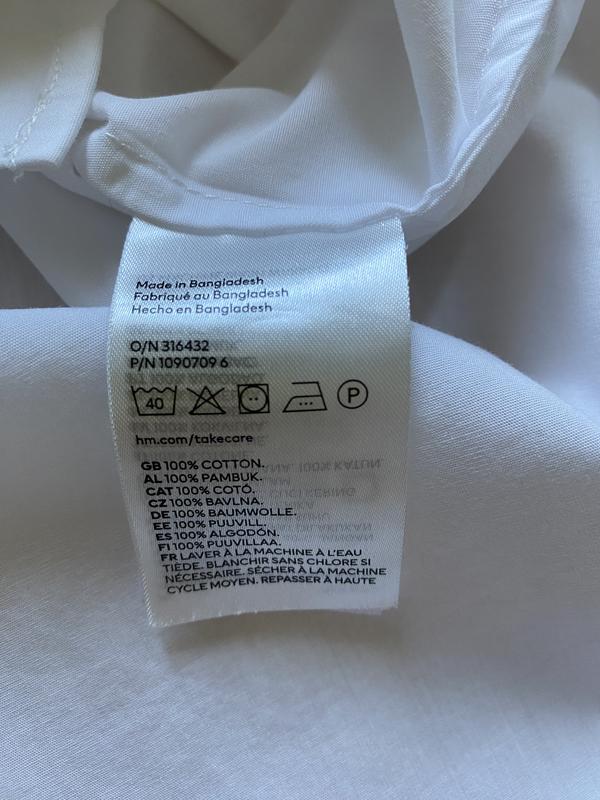 Made in Bangladesh
Fabriqué au Bangladesh
Hecho en Bangladesh
O/N 316432
P/N 1090709 6
40
P
hm.com/takecare
GB 100% COTTON.
AL 100% PAMBUK.
CAT 100% COTÓ.
CZ 100% BAVLNA.
DE 100% BAUMWOLLE.
EE 100% PUUVILL.
ES 100% ALGODÓN.
FI 100% PUUVILLAA.
FR LAVER À LA MACHINE À L'EAU
TIÈDE. BLANCHIR SANS CHLORE SI
NÉCESSAIRE. SÉCHER À LA MACHINE
CYCLE MOYEN. REPASSER À HAUTE